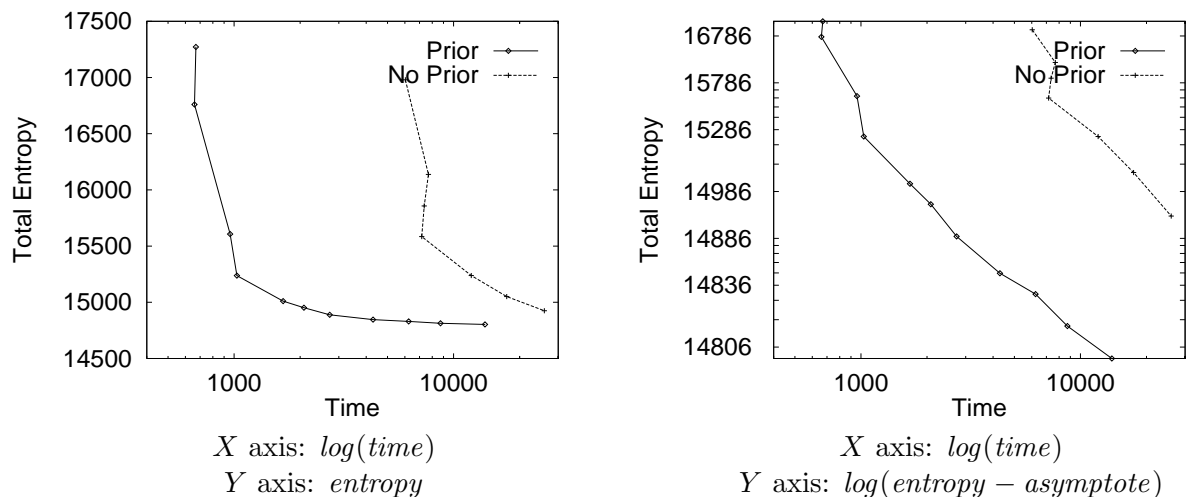 17500
17000
16500
16000
15500
15000
14500
Total Entropy
1000
10000
Time
Prior
No Prior
X axis: log(time)
Y axis: entropy
16786
15786
15286
14986
14886
14836
14806
Total Entropy
1000
10000
Time
Prior
No Prior
X axis: log(time)
Y axis: log(entropy − asymptote)